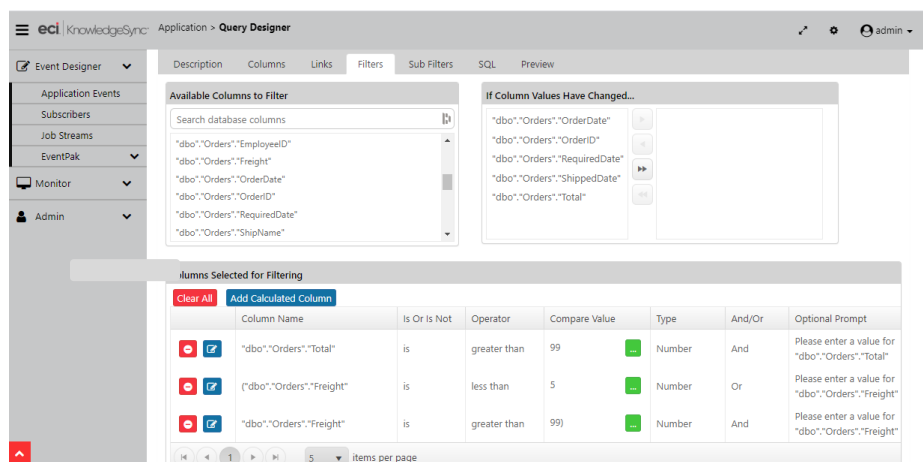 eci KnowledgeSync
Application > Query Designer
admin
Event Designer
Application Events
Subscribers
Job Streams
EventPak
Monitor
Admin
Description Columns Links Filters Sub Filters SQL Preview
Available Columns to Filter
Search database columns
"dbo"."Orders"."EmployeeID"
"dbo"."Orders"."Freight"
"dbo"."Orders"."OrderDate"
"dbo"."Orders"."OrderID"
"dbo"."Orders"."RequiredDate"
"dbo"."Orders"."ShipName"
If Column Values Have Changed...
"dbo"."Orders"."OrderDate"
"dbo"."Orders"."OrderID"
"dbo"."Orders"."RequiredDate"
"dbo"."Orders"."ShippedDate"
"dbo"."Orders"."Total"
lumns Selected for Filtering
Clear All Add Calculated Column
Column Name Is Or Is Not Operator Compare Value Type And/Or Optional Prompt
"dbo"."Orders"."Total" is greater than 99 ... Number And Please enter a value for
"dbo"."Orders"."Total"
("dbo"."Orders"."Freight" is less than 5 ... Number Or Please enter a value for
"dbo"."Orders"."Freight"
"dbo"."Orders"."Freight" is greater than 99) ... Number And Please enter a value for
"dbo"."Orders"."Freight"
1 5 items per page